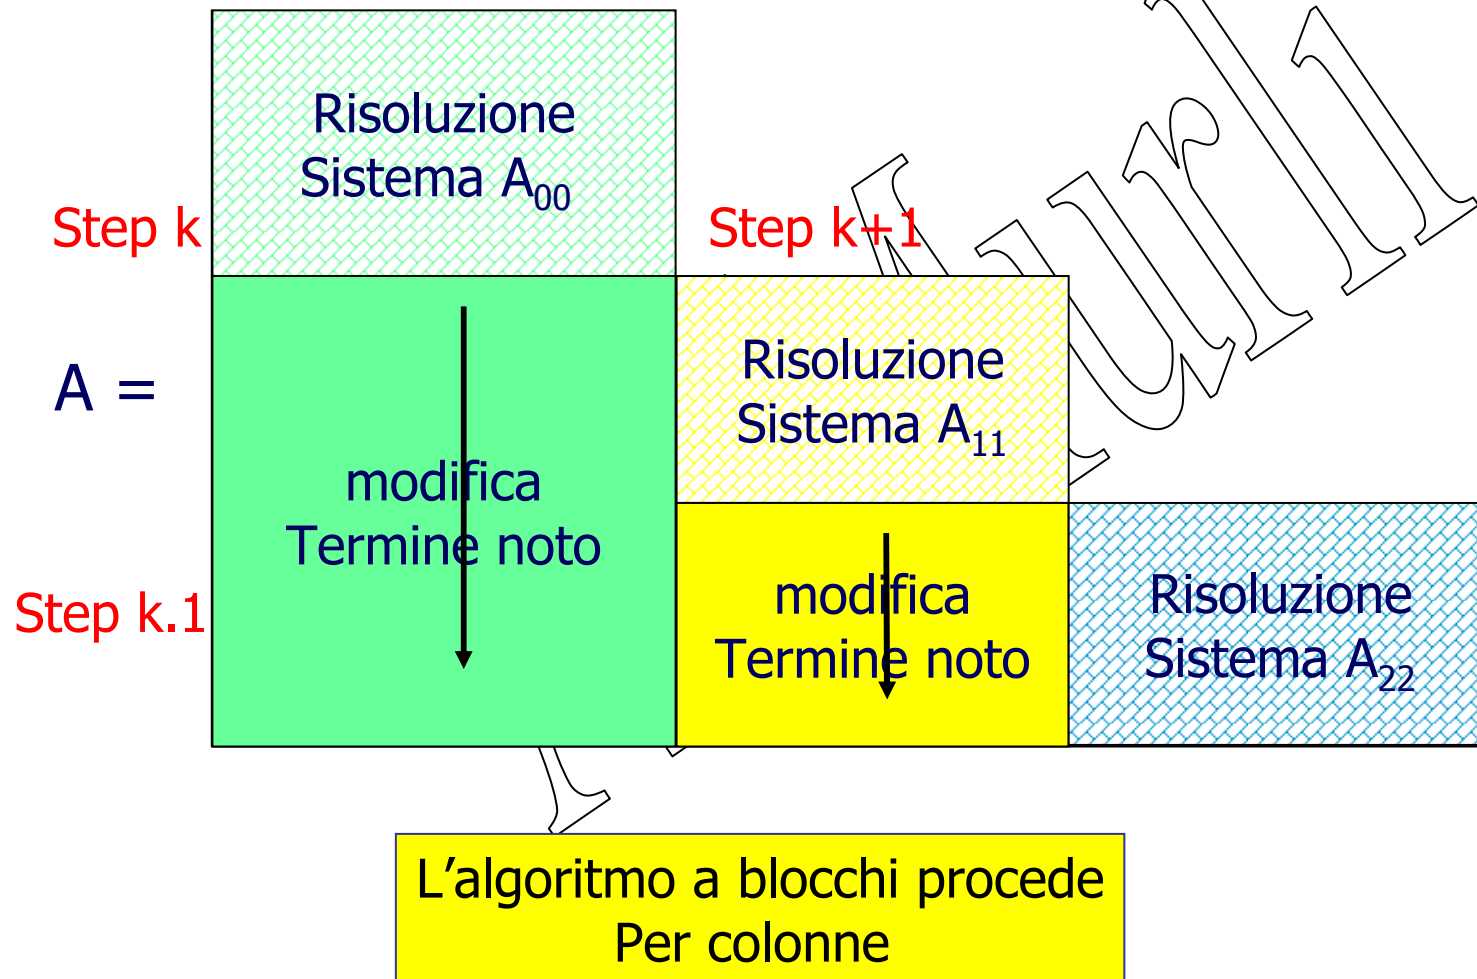 Risoluzione
Sistema A₀₀
Step k
Step k+1
A =
Risoluzione
Sistema A₁₁
modifica
Termine noto
Step k.1
modifica
Termine noto
Risoluzione
Sistema A₂₂
L’algoritmo a blocchi procede
Per colonne